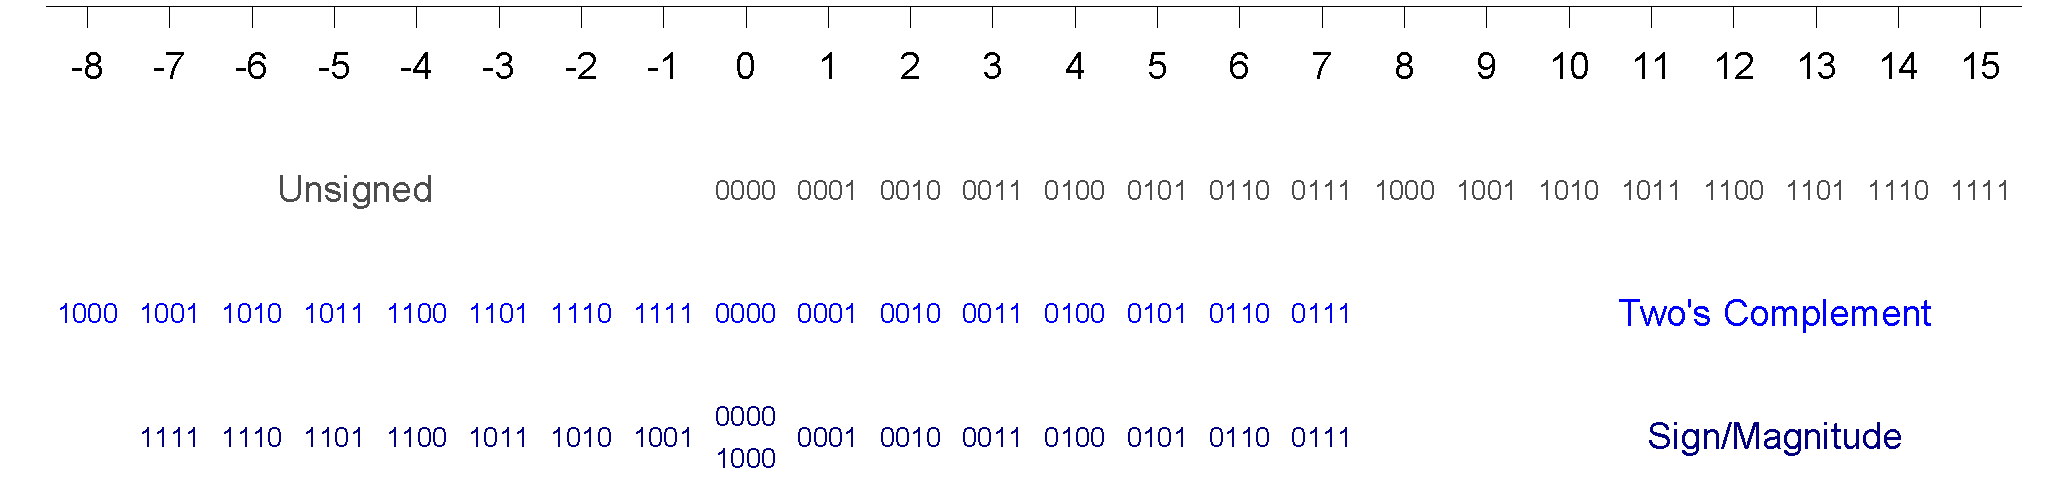 -8 -7 -6 -5 -4 -3 -2 -1 0 1 2 3 4 5 6 7 8 9 10 11 12 13 14 15
Unsigned 0000 0001 0010 0011 0100 0101 0110 0111 1000 1001 1010 1011 1100 1101 1110 1111
1000 1001 1010 1011 1100 1101 1110 1111 0000 0001 0010 0011 0100 0101 0110 0111 Two's Complement
0000
1111 1110 1101 1100 1011 1010 1001 0001 0010 0011 0100 0101 0110 0111 Sign/Magnitude
1000